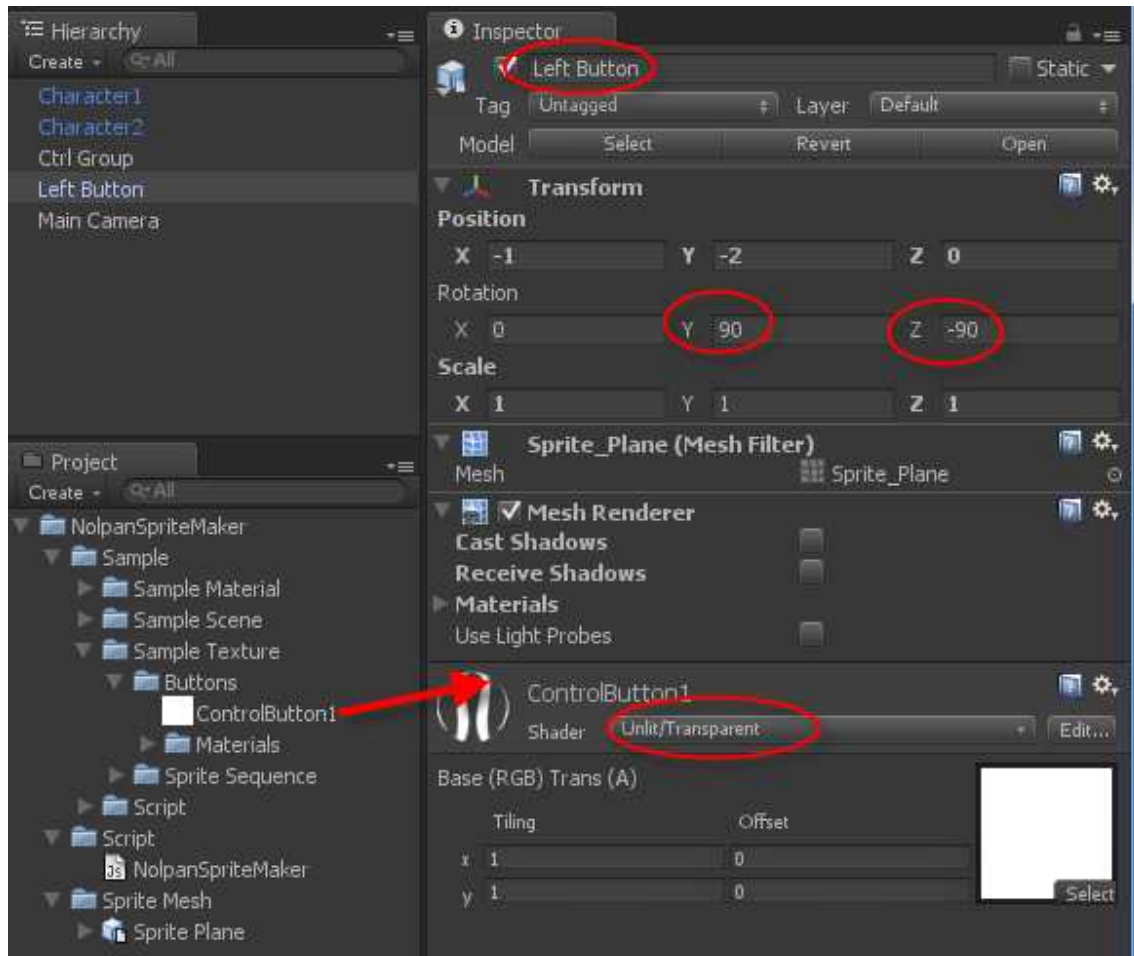 Hierarchy
Create
All
Character1
Character2
Ctrl Group
Left Button
Main Camera
Project
Create
All
NolpanSpriteMaker
Sample
Sample Material
Sample Scene
Sample Texture
Buttons
ControlButton1
Materials
Sprite Sequence
Script
Script
Js NolpanSpriteMaker
Sprite Mesh
Sprite Plane
Inspector
Left Button Static
Tag Untagged Layer Default
Model Select Revert Open
Transform
Position
X -1 Y -2 Z 0
Rotation
X 0 Y 90 Z -90
Scale
X 1 Y 1 Z 1
Sprite_Plane (Mesh Filter)
Mesh Sprite_Plane
Mesh Renderer
Cast Shadows
Receive Shadows
Materials
Use Light Probes
ControlButton1
Shader Unlit/Transparent Edit...
Base (RGB) Trans (A)
Tiling Offset
x 1 0
y 1 0
Select